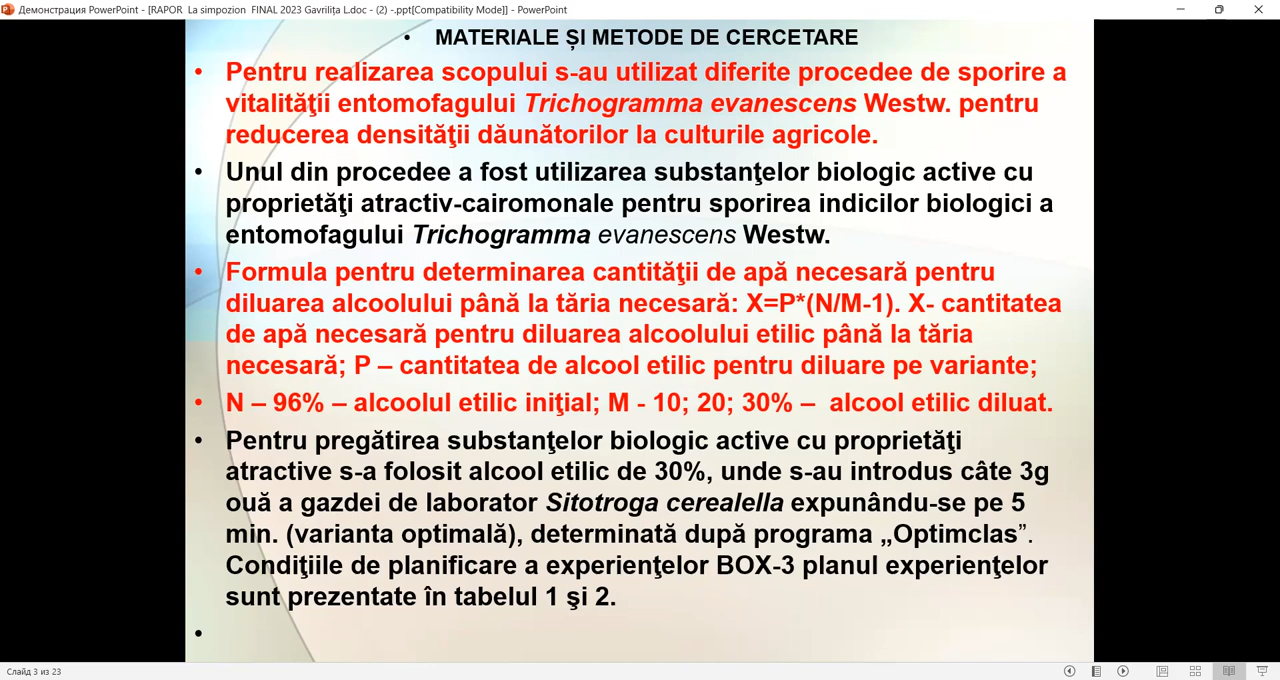 Демонстрация PowerPoint - [RAPOR  La simpozion  FINAL 2023 Gavrilița L.doc - (2) -.ppt[Compatibility Mode]] - PowerPoint
• MATERIALE ȘI METODE DE CERCETARE
• Pentru realizarea scopului s-au utilizat diferite procedee de sporire a
vitalităţii entomofagului Trichogramma evanescens Westw. pentru
reducerea densităţii dăunătorilor la culturile agricole.
• Unul din procedee a fost utilizarea substanţelor biologic active cu
proprietăţi atractiv-cairomonale pentru sporirea indicilor biologici a
entomofagului Trichogramma evanescens Westw.
• Formula pentru determinarea cantităţii de apă necesară pentru
diluarea alcoolului până la tăria necesară: X=P*(N/M-1). X- cantitatea
de apă necesară pentru diluarea alcoolului etilic până la tăria
necesară; P – cantitatea de alcool etilic pentru diluare pe variante;
• N – 96% – alcoolul etilic iniţial; M - 10; 20; 30% –  alcool etilic diluat.
• Pentru pregătirea substanţelor biologic active cu proprietăţi
atractive s-a folosit alcool etilic de 30%, unde s-au introdus câte 3g
ouă a gazdei de laborator Sitotroga cerealella expunându-se pe 5
min. (varianta optimală), determinată după programa „Optimclas”.
Condiţiile de planificare a experienţelor BOX-3 planul experienţelor
sunt prezentate în tabelul 1 şi 2.
•
Слайд 3 из 23